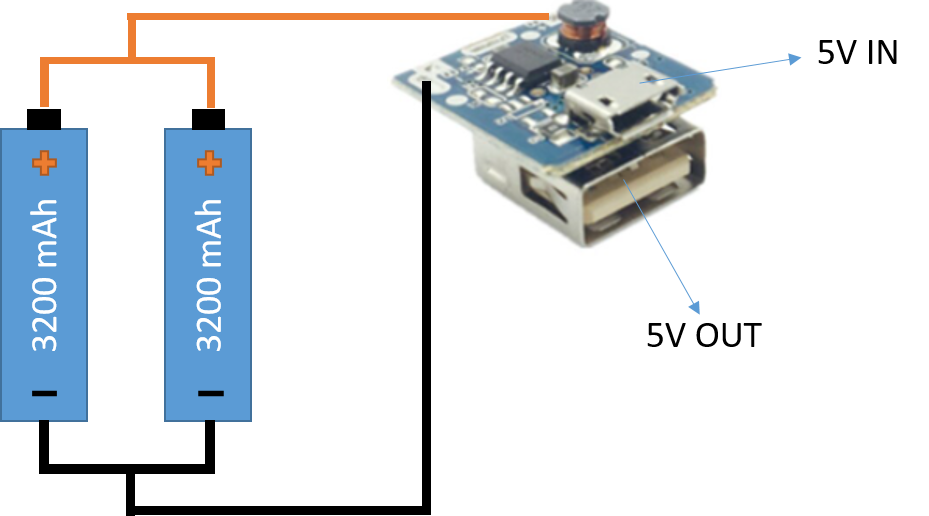 5V IN
+ +
3200 mAh
3200 mAh
− −
5V OUT